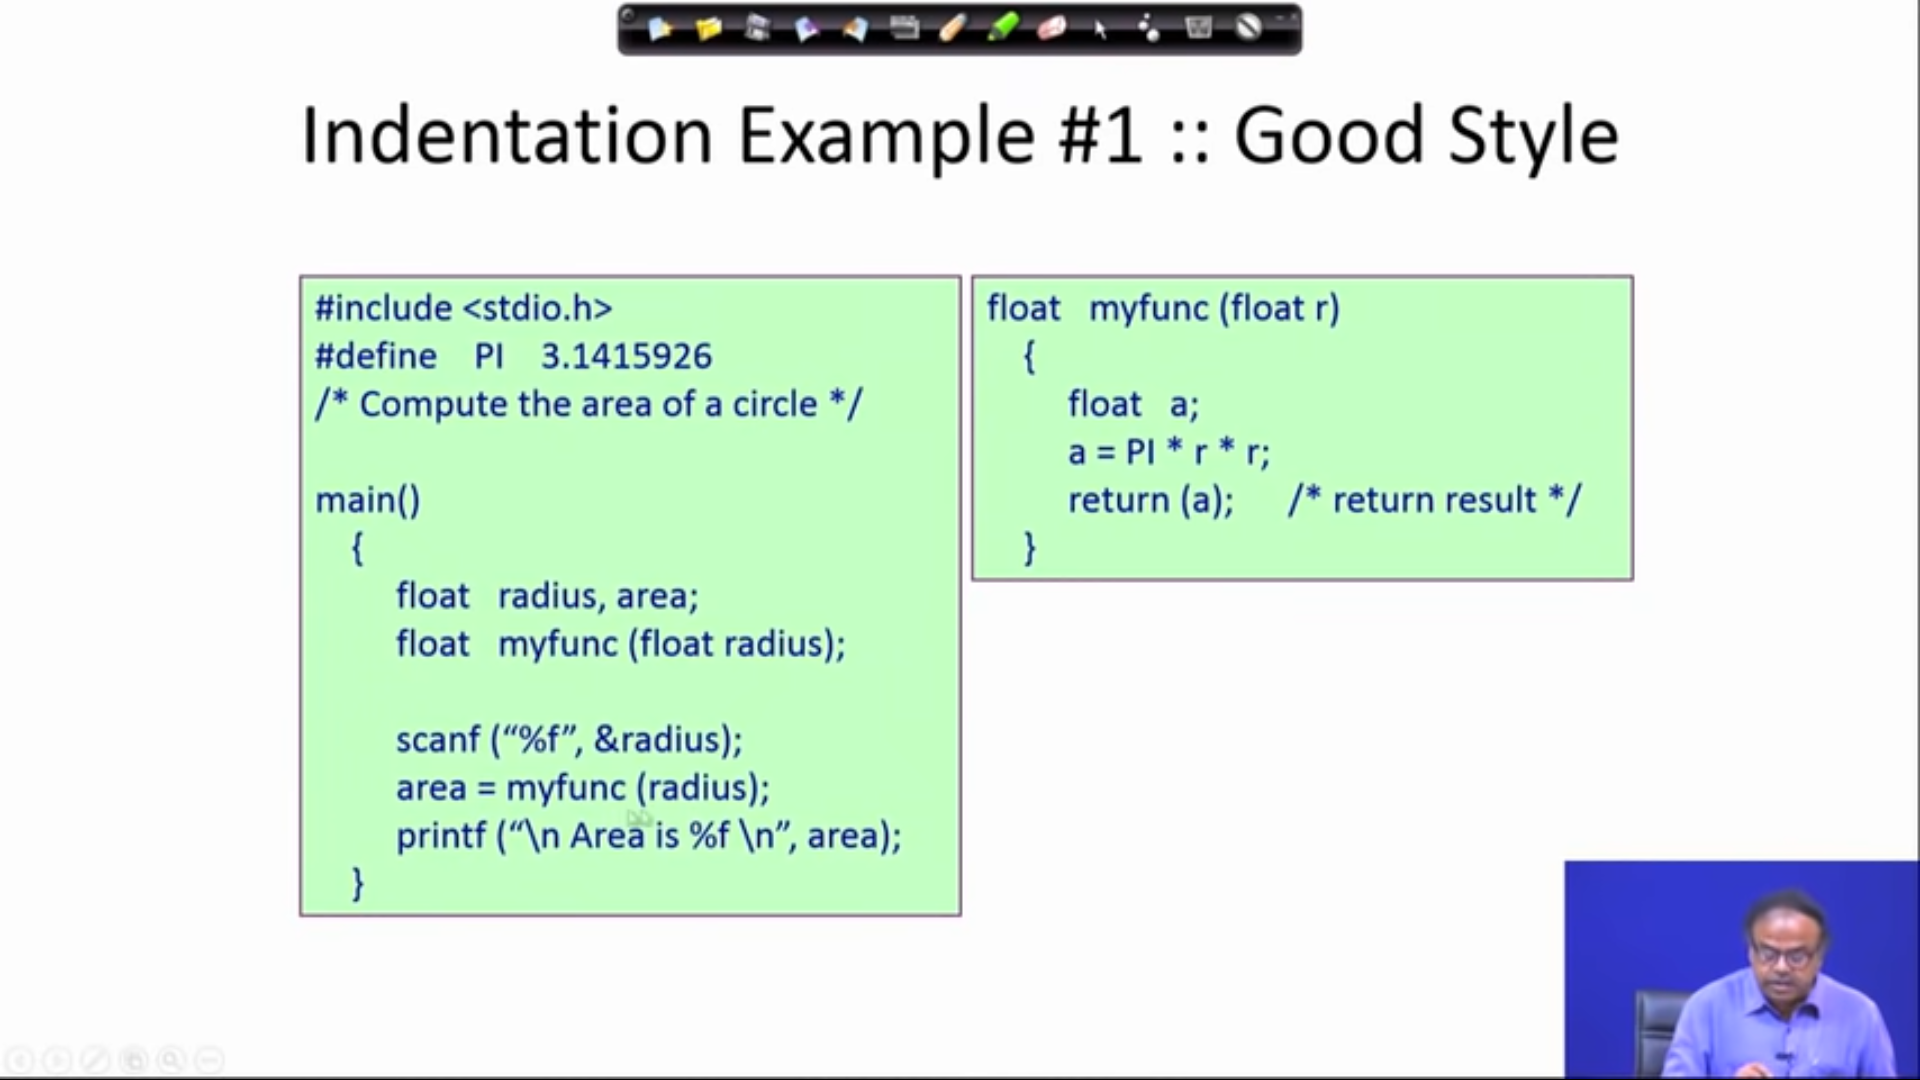 Indentation Example #1 :: Good Style
#include <stdio.h>
#define PI 3.1415926
/* Compute the area of a circle */
main()
{
float radius, area;
float myfunc (float radius);
scanf (“%f”, &radius);
area = myfunc (radius);
printf (“\n Area is %f \n”, area);
}
float myfunc (float r)
{
float a;
a = PI * r * r;
return (a); /* return result */
}